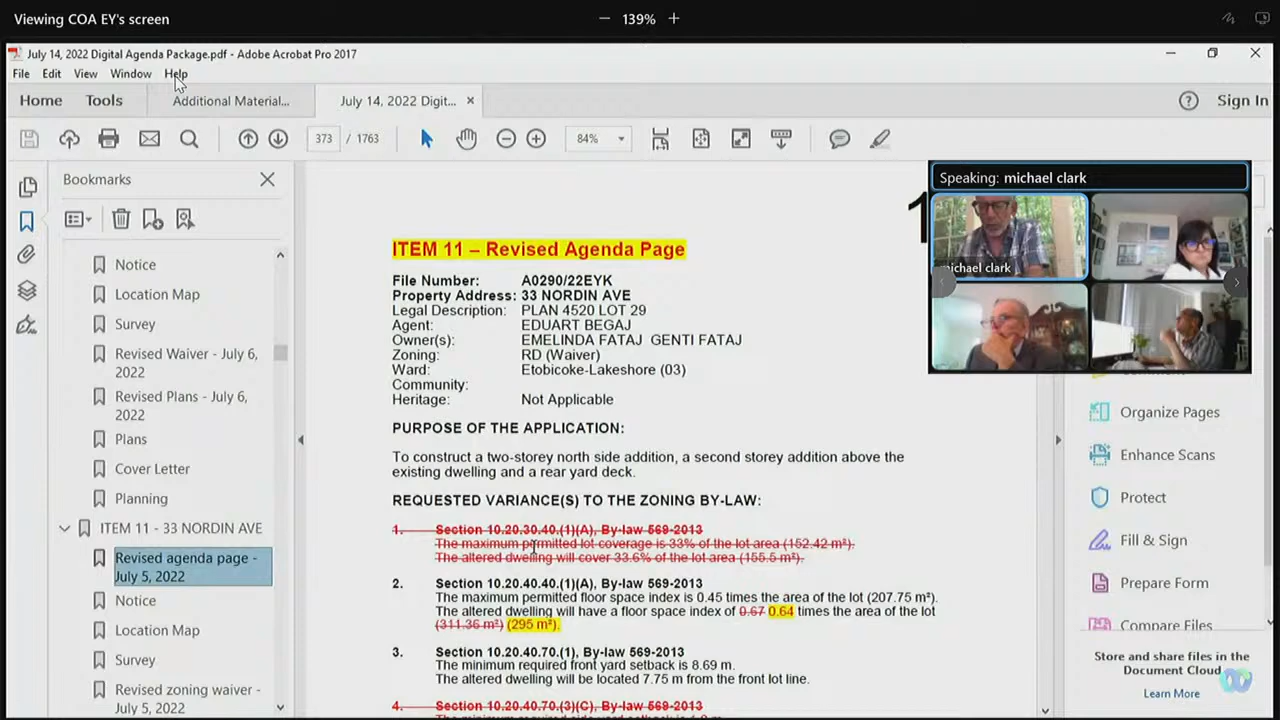 Viewing COA EY's screen
139%
July 14, 2022 Digital Agenda Package.pdf - Adobe Acrobat Pro 2017
File Edit View Window Help
Home Tools Additional Material... July 14, 2022 Digit... Sign In
373 / 1763 84%
Bookmarks
Notice
Location Map
Survey
Revised Waiver - July 6,
2022
Revised Plans - July 6,
2022
Plans
Cover Letter
Planning
ITEM 11 - 33 NORDIN AVE
Revised agenda page -
July 5, 2022
Notice
Location Map
Survey
Revised zoning waiver -
July 5, 2022
1
ITEM 11 – Revised Agenda Page
File Number: A0290/22EYK
Property Address: 33 NORDIN AVE
Legal Description: PLAN 4520 LOT 29
Agent: EDUART BEGAJ
Owner(s): EMELINDA FATAJ GENTI FATAJ
Zoning: RD (Waiver)
Ward: Etobicoke-Lakeshore (03)
Community:
Heritage: Not Applicable
PURPOSE OF THE APPLICATION:
To construct a two-storey north side addition, a second storey addition above the
existing dwelling and a rear yard deck.
REQUESTED VARIANCE(S) TO THE ZONING BY-LAW:
1. Section 10.20.30.40.(1)(A), By-law 569-2013
The maximum permitted lot coverage is 33% of the lot area (152.42 m²).
The altered dwelling will cover 33.6% of the lot area (155.5 m²).
2. Section 10.20.40.40.(1)(A), By-law 569-2013
The maximum permitted floor space index is 0.45 times the area of the lot (207.75 m²).
The altered dwelling will have a floor space index of 0.67 0.64 times the area of the lot
(311.36 m²) (295 m²).
3. Section 10.20.40.70.(1), By-law 569-2013
The minimum required front yard setback is 8.69 m.
The altered dwelling will be located 7.75 m from the front lot line.
4. Section 10.20.40.70.(3)(C), By-law 569-2013
Speaking: michael clark
michael clark
Organize Pages
Enhance Scans
Protect
Fill & Sign
Prepare Form
Compare Files
Store and share files in the
Document Cloud
Learn More